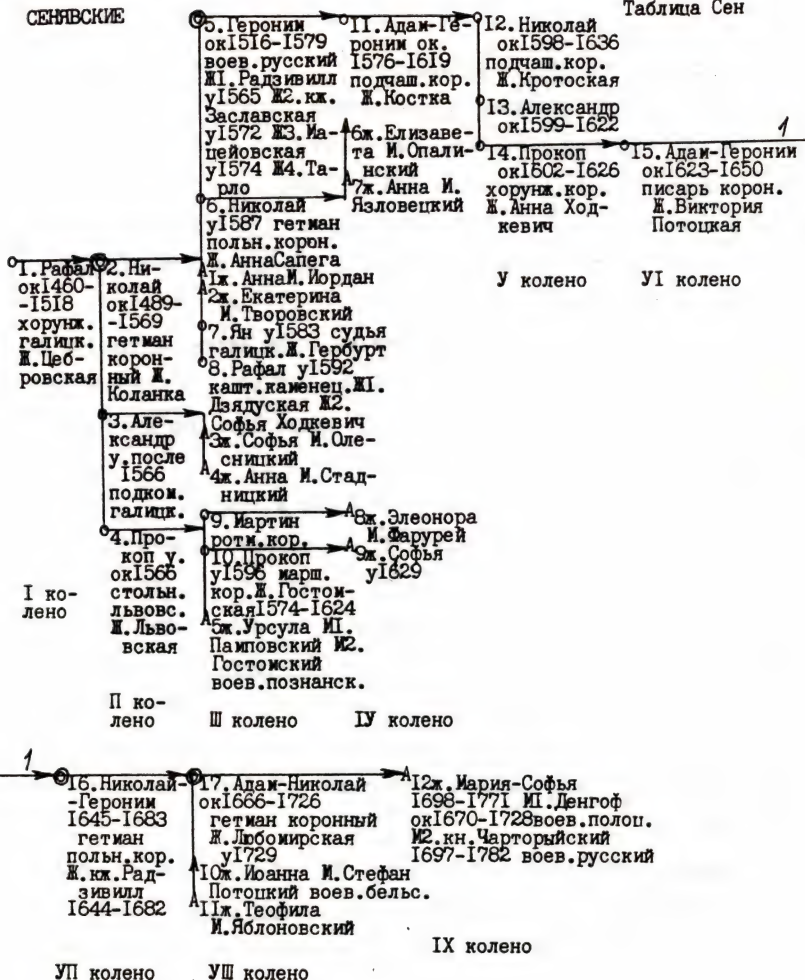 СЕНЯВСКИЕ
Таблица Сен
5.Героним
ок1516-1579
воев.русский
Ж1.Радзивилл
у1565 Ж2.кж.
Заславская
у1572 Ж3.Ма-
цейовская
у1574 Ж4.Та-
рло
6.Николай
у1587 гетман
польн.корон.
Ж.АннаСапега
1ж.АннаМ.Иордан
2ж.Екатерина
М.Творовский
7.Ян у1583 судья
галицк.Ж.Гербурт
8.Рафал у1592
кашт.каменец.Ж1.
Дзядуская Ж2.
Софья Ходкевич
3ж.Софья М.Оле-
сницкий
4ж.Анна М.Стад-
ницкий
9.Мартин
ротм.кор.
10.Прокоп
у1596 марш.
кор.Ж.Гостом-
ская1574-1624
5ж.Урсула М1.
Памповский М2.
Гостомский
воев.познанск.
11.Адам-Ге-
роним ок.
1576-1619
подчаш.кор.
Ж.Костка
6ж.Елизаве-
та М.Опали-
нский
7ж.Анна М.
Язловецкий
8ж.Элеонора
М.Фарурей
9ж.Софья
у1629
12.Николай
ок1598-1636
подчаш.кор.
Ж.Кротоская
13.Александр
ок1599-1622
14.Прокоп
ок1602-1626
хорунж.кор.
Ж.Анна Ход-
кевич
1
15.Адам-Героним
ок1623-1650
писарь корон.
Ж.Виктория
Потоцкая
У колено
УІ колено
1.Рафал
ок1460-
-1518
хорунж.
галицк.
Ж.Цеб-
ровская
2.Ни-
колай
ок1489-
-1569
гетман
корон-
ный Ж.
Коланка
3.Але-
ксандр
у.после
1566
подком.
галицк.
4.Про-
коп у.
ок1566
стольн.
львовс.
Ж.Льво-
вская
І ко-
лено
П ко-
лено
Ш колено
ІУ колено
1
16.Николай-
-Героним
1645-1683
гетман
польн.кор.
Ж.кж.Рад-
зивилл
1644-1682
17.Адам-Николай
ок1666-1726
гетман коронный
Ж.Любомирская
у1729
10ж.Иоанна М.Стефан
Потоцкий воев.бельс.
11ж.Теофила
М.Яблоновский
12ж.Мария-Софья
1698-1771 М1.Денгоф
ок1670-1728воев.полоц.
М2.кн.Чарторыйский
1697-1782 воев.русский
ІХ колено
УП колено
УШ колено